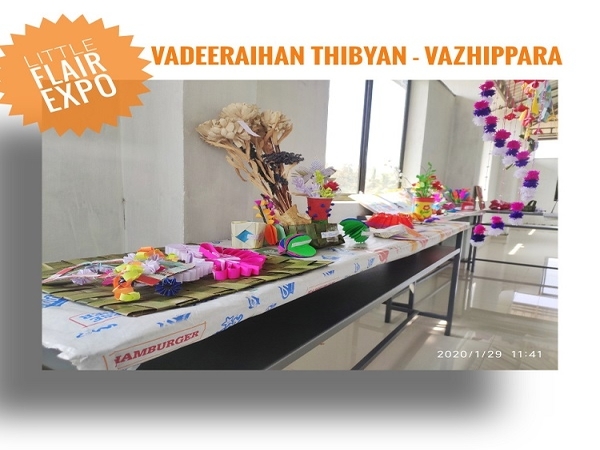 LITTLE
FLAIR
EXPO
VADEERAIHAN THIBYAN - VAZHIPPARA
HAMBURGER
2020/1/29 11:41